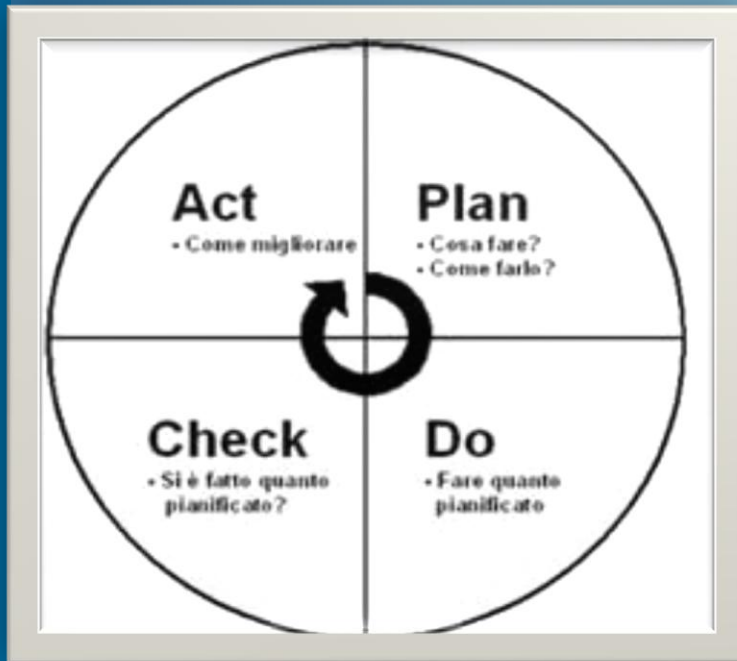 Act
- Come migliorare
Plan
- Cosa fare?
- Come farlo?
Check
- Si è fatto quanto
pianificato?
Do
- Fare quanto
pianificato